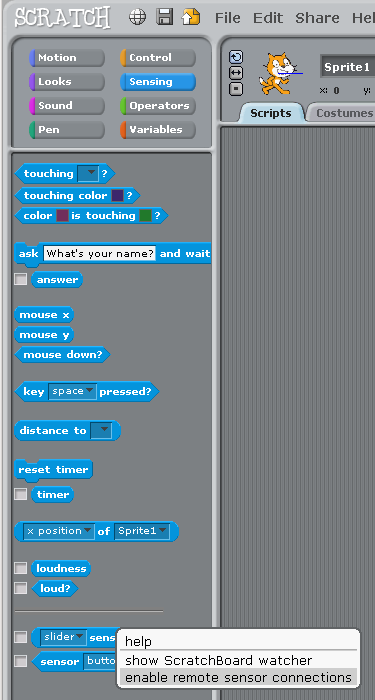 SCRATCH File Edit Share Hel
Motion Control
Looks Sensing
Sound Operators
Pen Variables
Sprite1
x: 0 y:
Scripts Costumes
touching ?
touching color ?
color is touching ?
ask What's your name? and wait
answer
mouse x
mouse y
mouse down?
key space pressed?
distance to
reset timer
timer
x position of Sprite1
loudness
loud?
slider sens
sensor butto
help
show ScratchBoard watcher
enable remote sensor connections